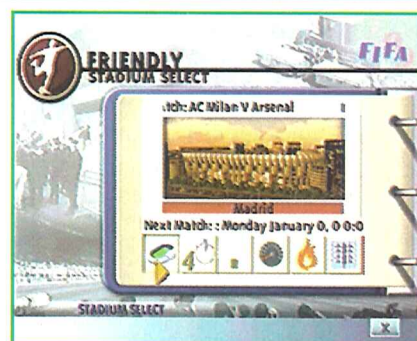 FRIENDLY
STADIUM SELECT
FIFA
tch: AC Milan V Arsenal
Madrid
Next Match: : Monday January 0, 0 0:0
4
STADIUM SELECT
X